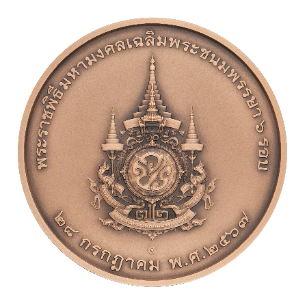 พระราชพิธีมหามงคลเฉลิมพระชนมพรรษา ๖ รอบ
๒๘ กรกฎาคม พ.ศ. ๒๕๖๗